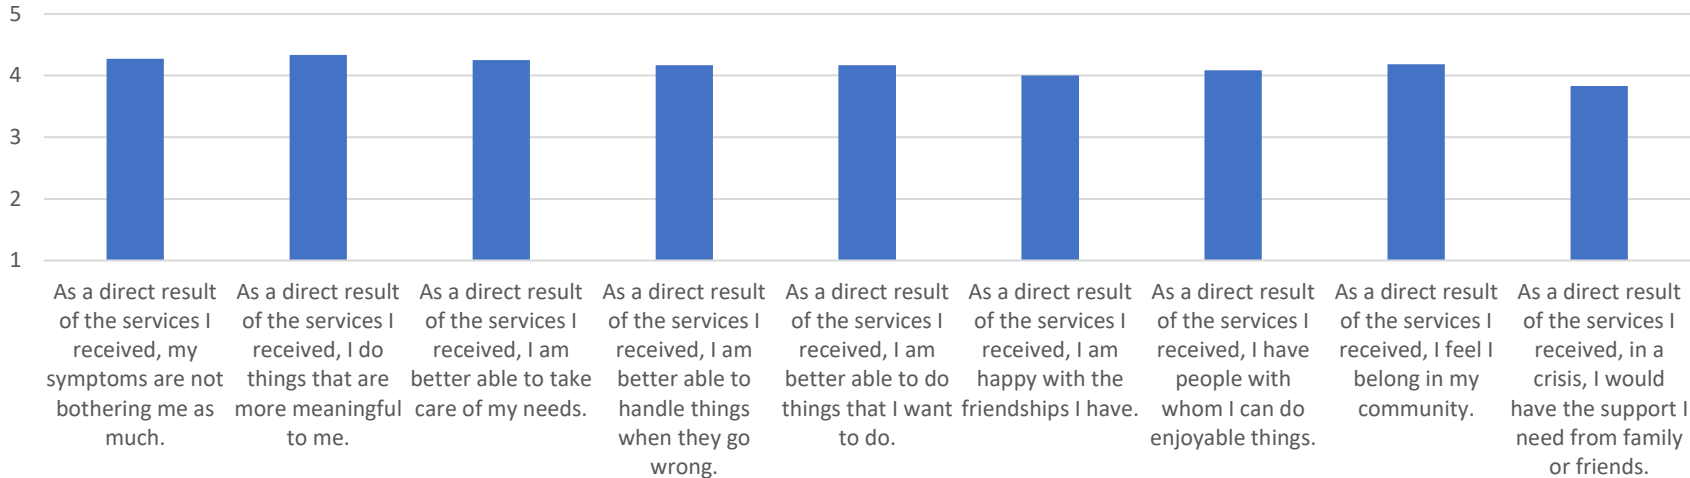 5
4
3
2
1
As a direct result
of the services I
received, my
symptoms are not
bothering me as
much.
As a direct result
of the services I
received, I do
things that are
more meaningful
to me.
As a direct result
of the services I
received, I am
better able to take
care of my needs.
As a direct result
of the services I
received, I am
better able to
handle things
when they go
wrong.
As a direct result
of the services I
received, I am
better able to do
things that I want
to do.
As a direct result
of the services I
received, I am
happy with the
friendships I have.
As a direct result
of the services I
received, I have
people with
whom I can do
enjoyable things.
As a direct result
of the services I
received, I feel I
belong in my
community.
As a direct result
of the services I
received, in a
crisis, I would
have the support I
need from family
or friends.